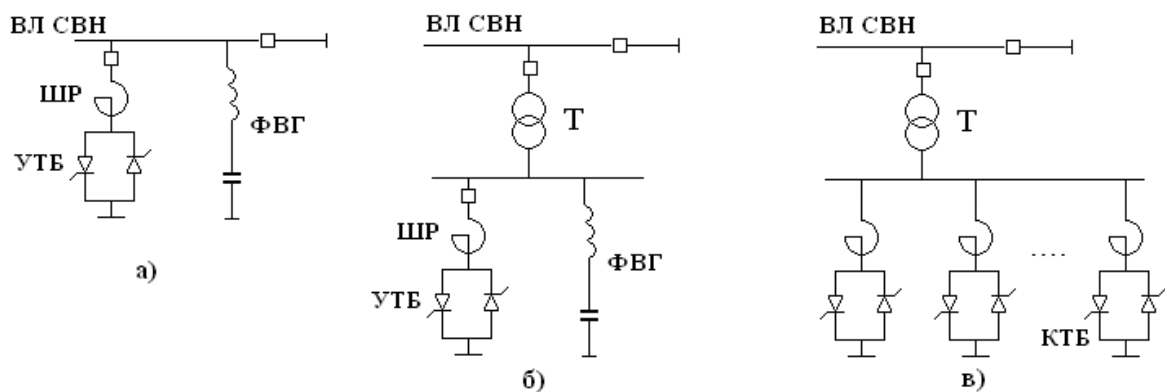 ВЛ СВН
ШР
ФВГ
УТБ
а)
ВЛ СВН
Т
ШР
ФВГ
УТБ
б)
ВЛ СВН
Т
....
КТБ
в)